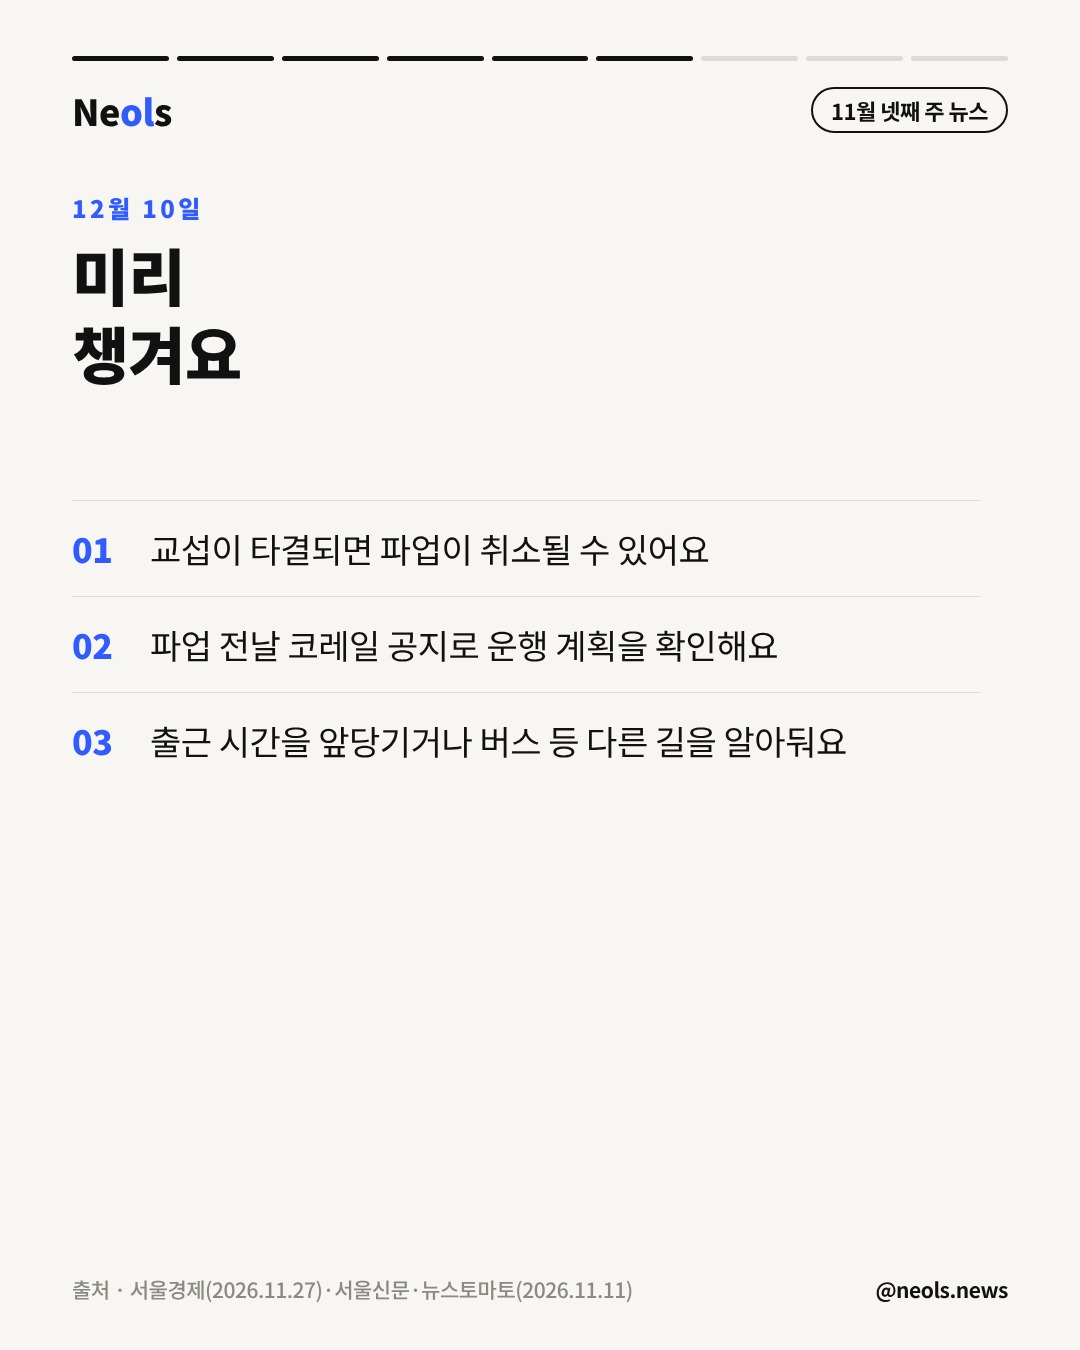 Neols
11월 넷째 주 뉴스
12월 10일
미리
챙겨요
01 교섭이 타결되면 파업이 취소될 수 있어요
02 파업 전날 코레일 공지로 운행 계획을 확인해요
03 출근 시간을 앞당기거나 버스 등 다른 길을 알아둬요
출처 · 서울경제(2026.11.27)·서울신문·뉴스토마토(2026.11.11)
@neols.news